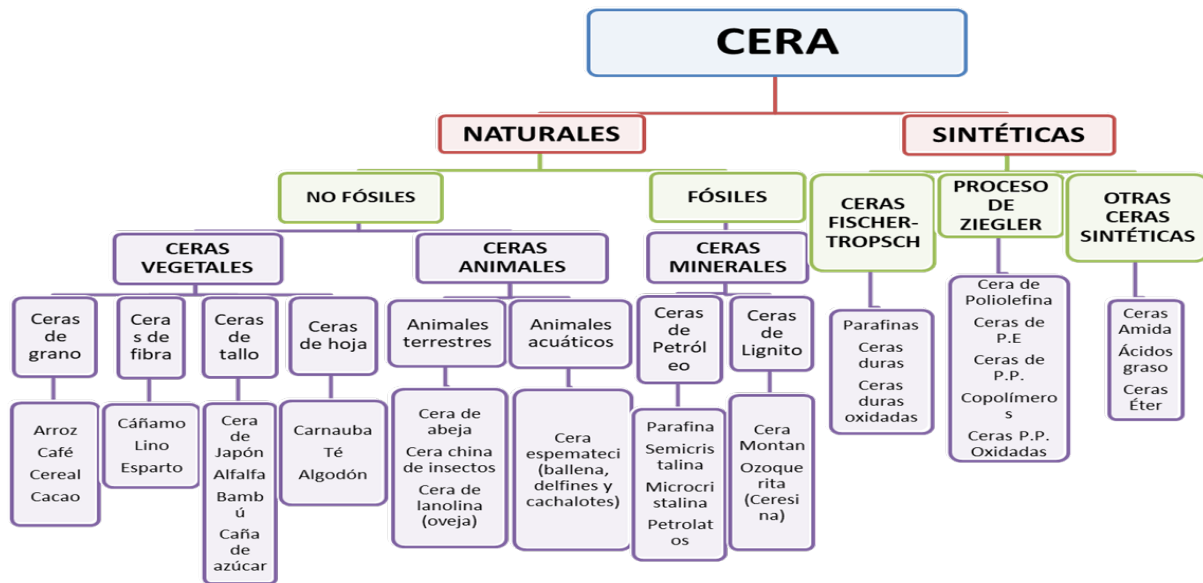 CERA
NATURALES
SINTÉTICAS
NO FÓSILES
FÓSILES
CERAS
FISCHER-
TROPSCH
PROCESO
DE
ZIEGLER
OTRAS
CERAS
SINTÉTICAS
CERAS
VEGETALES
CERAS
ANIMALES
CERAS
MINERALES
Ceras
de
grano
Cera
s de
fibra
Ceras
de
tallo
Ceras
de hoja
Animales
terrestres
Animales
acuáticos
Ceras
de
Petról
eo
Ceras
de
Lignito
Parafinas
Ceras
duras
Ceras
duras
oxidadas
Cera de
Poliolefina
Ceras de
P.E
Ceras de
P.P.
Copolímero
s
Ceras P.P.
Oxidadas
Ceras
Amida
Ácidos
graso
Ceras
Éter
Arroz
Café
Cereal
Cacao
Cáñamo
Lino
Esparto
Cera
de
Japón
Alfalfa
Bamb
ú
Caña
de
azúcar
Carnauba
Té
Algodón
Cera de
abeja
Cera china
de insectos
Cera de
lanolina
(oveja)
Cera
espemateci
(ballena,
delfines y
cachalotes)
Parafina
Semicris
talina
Microcri
stalina
Petrolat
os
Cera
Montan
Ozoque
rita
(Ceresi
na)